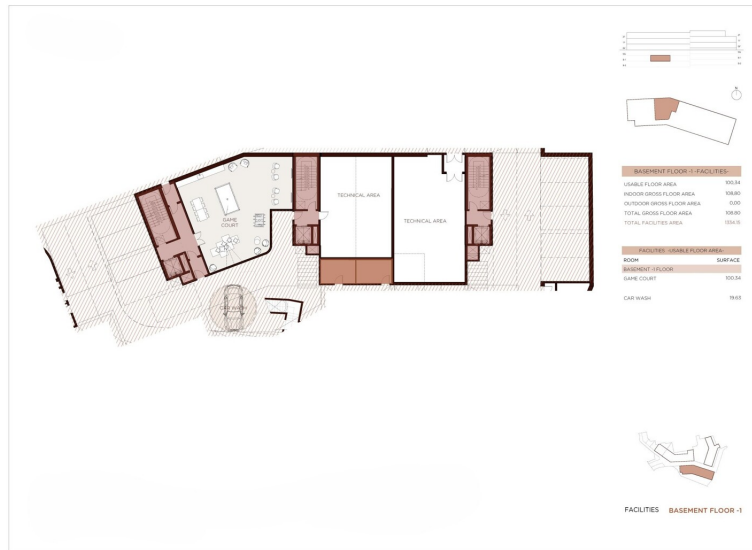 TECHNICAL AREA
TECHNICAL AREA
GAME
COURT
CAR WASH
N
BASEMENT FLOOR -1 -FACILITIES-
USABLE FLOOR AREA 100,34
INDOOR GROSS FLOOR AREA 108,80
OUTDOOR GROSS FLOOR AREA 0,00
TOTAL GROSS FLOOR AREA 108,80
TOTAL FACILITIES AREA
FACILITIES -USABLE FLOOR AREA-
ROOM SURFACE
BASEMENT -1 FLOOR
GAME COURT 100,34
CAR WASH 19,63
FACILITIES BASEMENT FLOOR -1